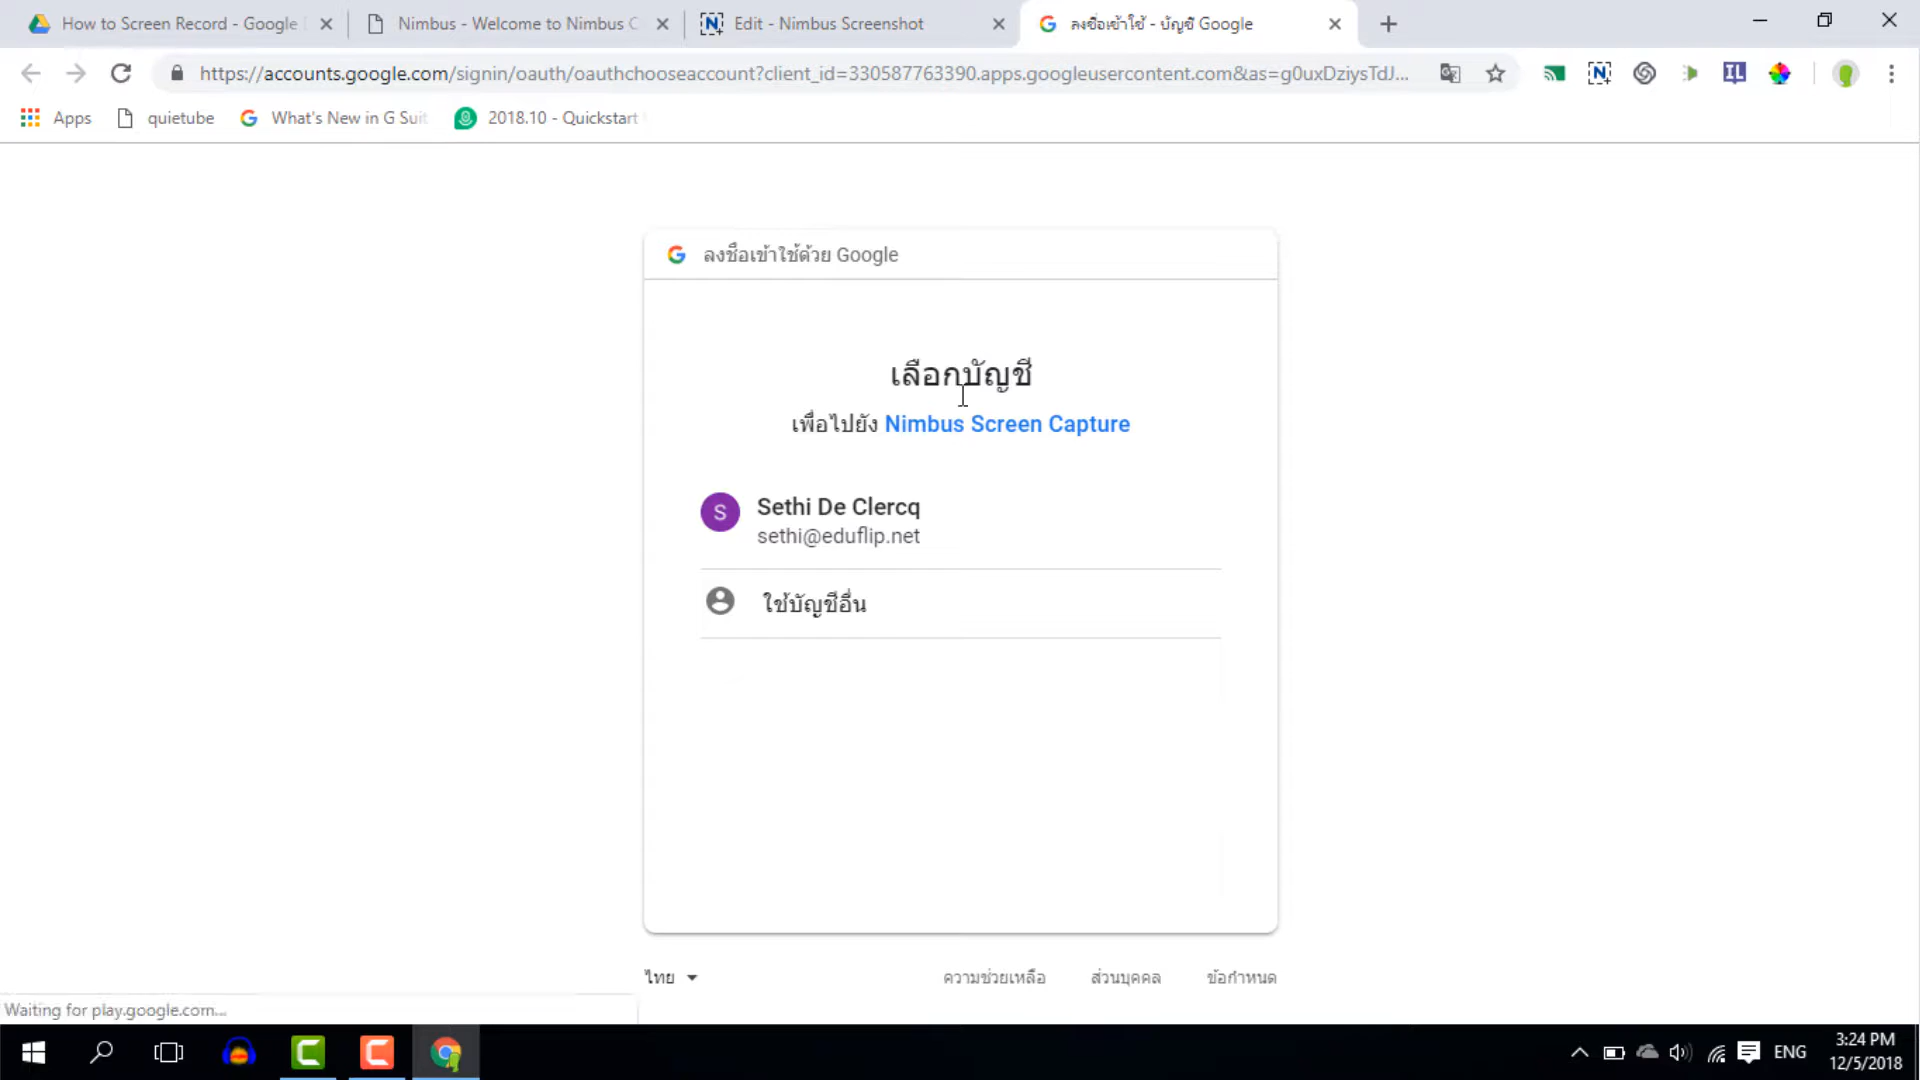 How to Screen Record - Google
Nimbus - Welcome to Nimbus C
Edit - Nimbus Screenshot
ลงชื่อเข้าใช้ - บัญชี Google
https://accounts.google.com/signin/oauth/oauthchooseaccount?client_id=330587763390.apps.googleusercontent.com&as=g0uxDziysTdJ...
Apps
quietube
What's New in G Suit
2018.10 - Quickstart
ลงชื่อเข้าใช้ด้วย Google
เลือกบัญชี
เพื่อไปยัง Nimbus Screen Capture
S
Sethi De Clercq
sethi@eduflip.net
ใช้บัญชีอื่น
ไทย
ความช่วยเหลือ
ส่วนบุคคล
ข้อกำหนด
Waiting for play.google.com...
ENG
3:24 PM
12/5/2018